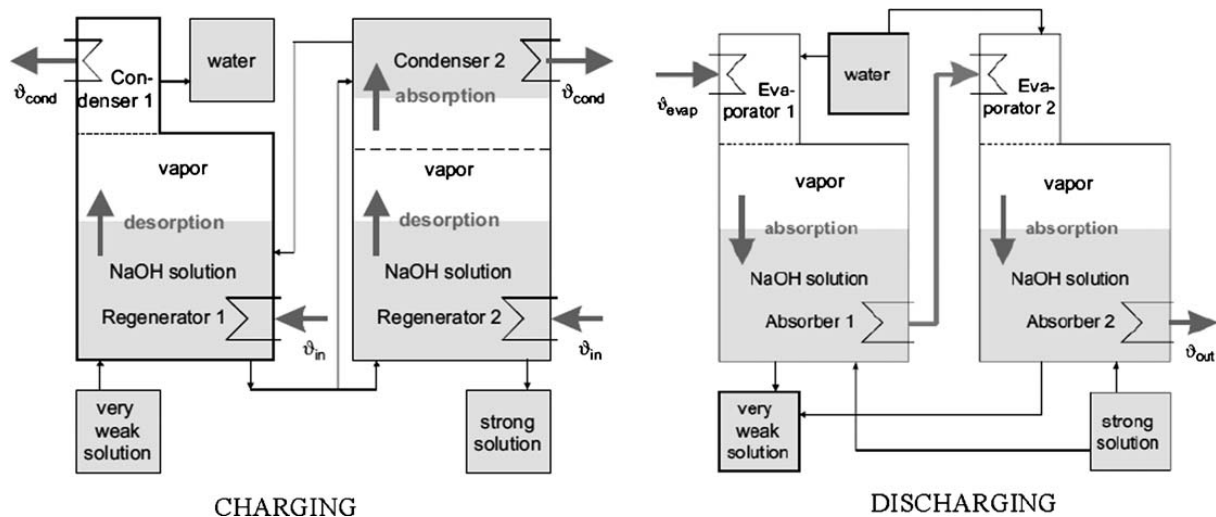 Con-
denser 1
water
Condenser 2
ϑcond
ϑcond
absorption
vapor
vapor
desorption
desorption
NaOH solution
NaOH solution
Regenerator 1
Regenerator 2
ϑin
ϑin
very
weak
solution
strong
solution
CHARGING
water
ϑevap
Eva-
porator 1
Eva-
porator 2
vapor
vapor
absorption
absorption
NaOH solution
NaOH solution
Absorber 1
Absorber 2
ϑout
very
weak
solution
strong
solution
DISCHARGING